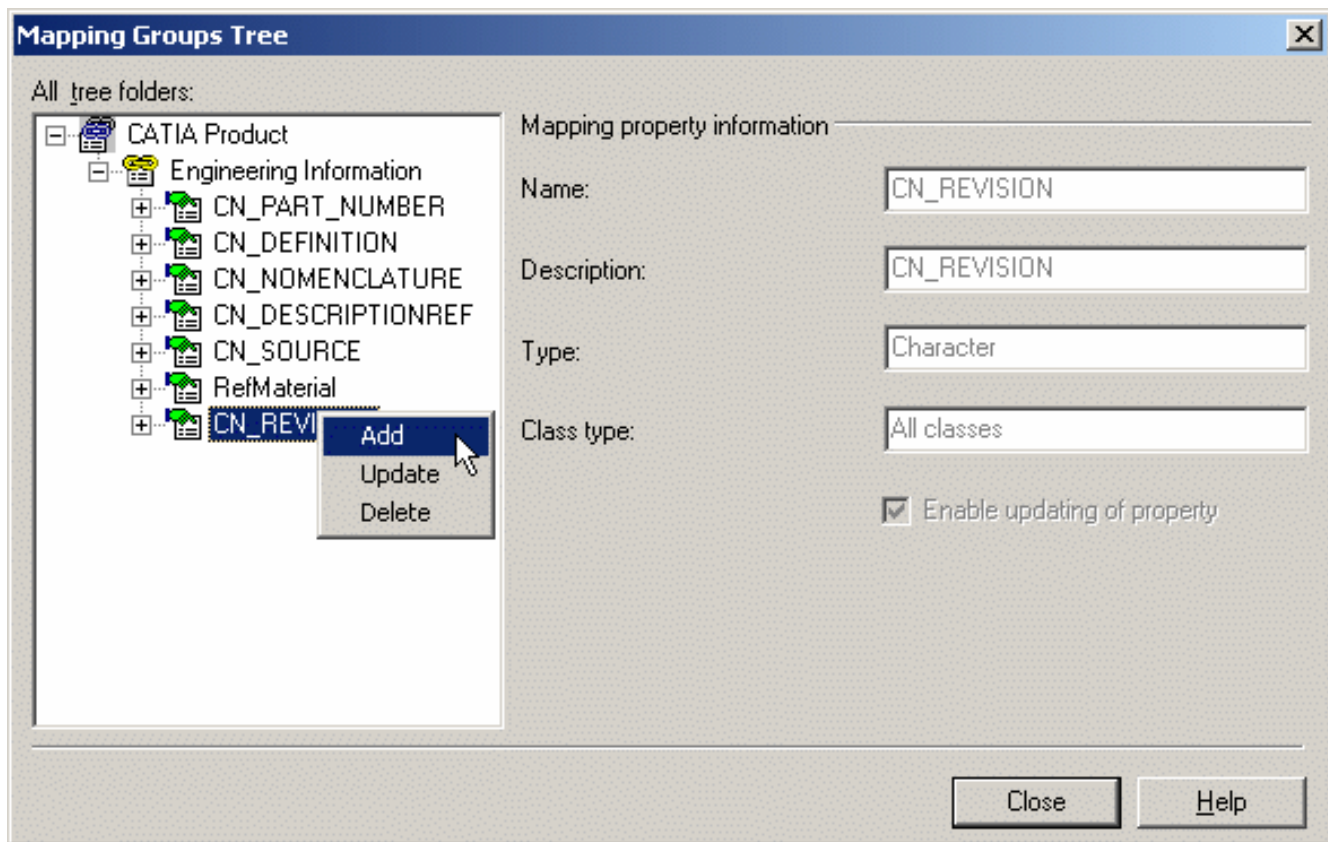 Mapping Groups Tree
All tree folders:
CATIA Product
Engineering Information
CN_PART_NUMBER
CN_DEFINITION
CN_NOMENCLATURE
CN_DESCRIPTIONREF
CN_SOURCE
RefMaterial
CN_REVI
Add
Update
Delete
Mapping property information
Name:
CN_REVISION
Description:
CN_REVISION
Type:
Character
Class type:
All classes
Enable updating of property
Close
Help